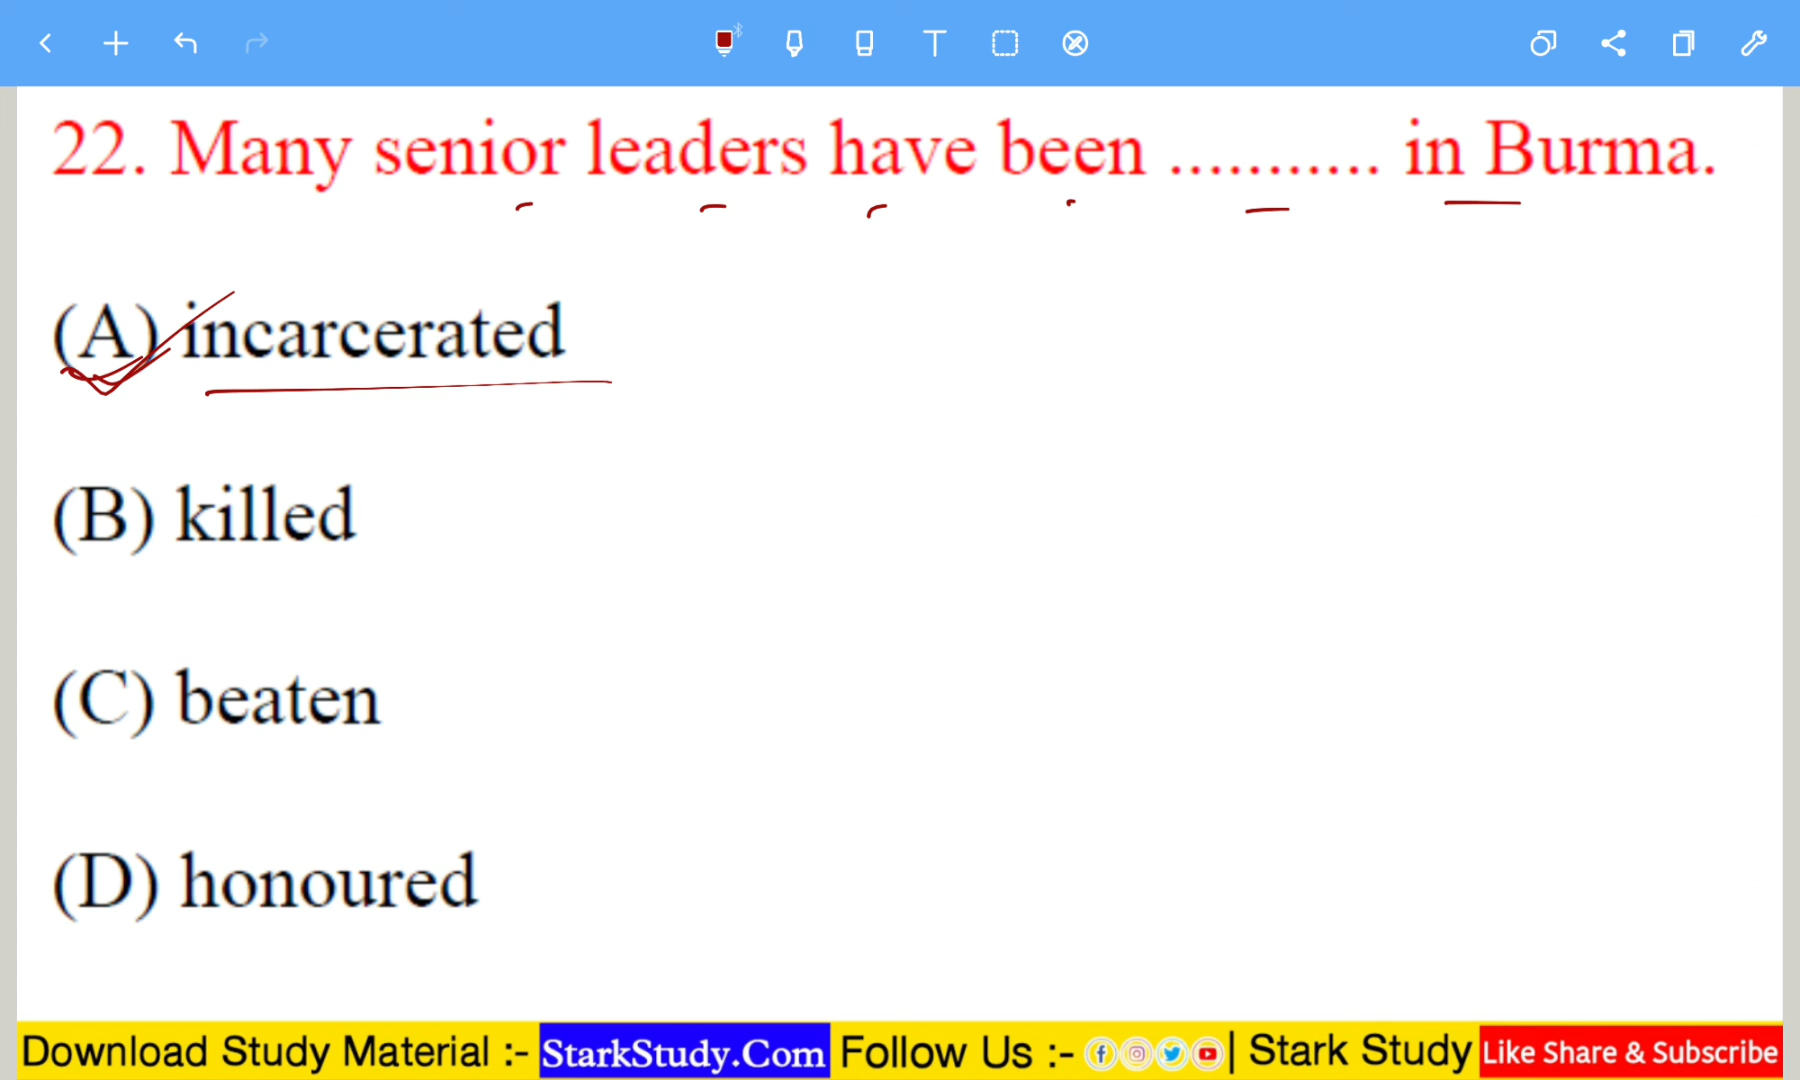 22. Many senior leaders have been ........... in Burma.
(A) incarcerated
(B) killed
(C) beaten
(D) honoured
Download Study Material :- StarkStudy.Com Follow Us :- | Stark Study Like Share & Subscribe